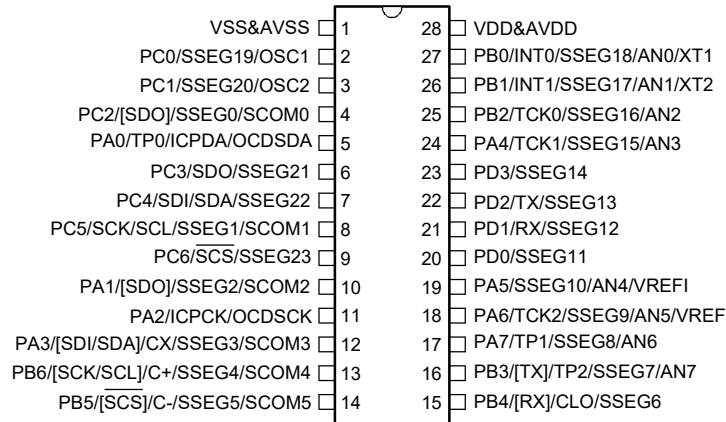 VSS&AVSS 1 28 VDD&AVDD
PC0/SSEG19/OSC1 2 27 PB0/INT0/SSEG18/AN0/XT1
PC1/SSEG20/OSC2 3 26 PB1/INT1/SSEG17/AN1/XT2
PC2/[SDO]/SSEG0/SCOM0 4 25 PB2/TCK0/SSEG16/AN2
PA0/TP0/ICPDA/OCDSDA 5 24 PA4/TCK1/SSEG15/AN3
PC3/SDO/SSEG21 6 23 PD3/SSEG14
PC4/SDI/SDA/SSEG22 7 22 PD2/TX/SSEG13
PC5/SCK/SCL/SSEG1/SCOM1 8 21 PD1/RX/SSEG12
PC6/SCS/SSEG23 9 20 PD0/SSEG11
PA1/[SDO]/SSEG2/SCOM2 10 19 PA5/SSEG10/AN4/VREFI
PA2/ICPCK/OCDSCK 11 18 PA6/TCK2/SSEG9/AN5/VREF
PA3/[SDI/SDA]/CX/SSEG3/SCOM3 12 17 PA7/TP1/SSEG8/AN6
PB6/[SCK/SCL]/C+/SSEG4/SCOM4 13 16 PB3/[TX]/TP2/SSEG7/AN7
PB5/[SCS]/C-/SSEG5/SCOM5 14 15 PB4/[RX]/CLO/SSEG6